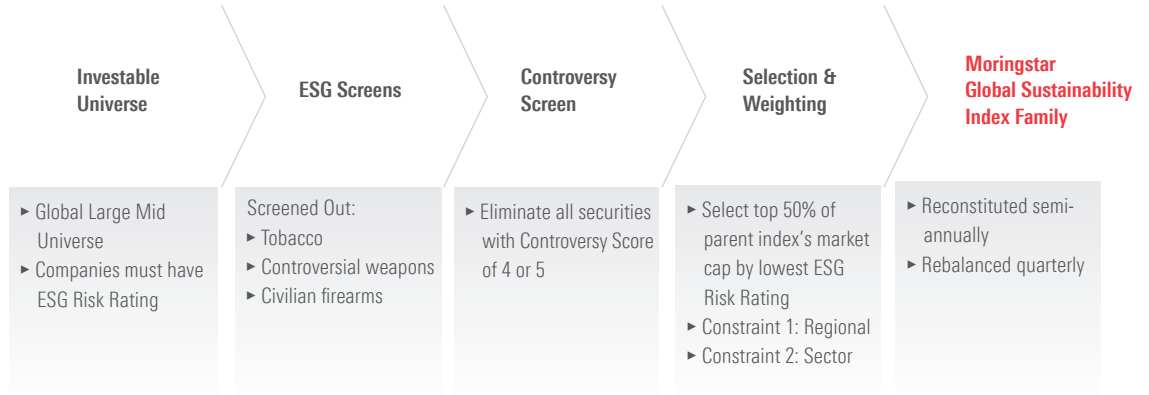 Investable
Universe
ESG Screens
Controversy
Screen
Selection &
Weighting
Moringstar
Global Sustainability
Index Family
▸ Global Large Mid
Universe
▸ Companies must have
ESG Risk Rating
Screened Out:
▸ Tobacco
▸ Controversial weapons
▸ Civilian firearms
▸ Eliminate all securities
with Controversy Score
of 4 or 5
▸ Select top 50% of
parent index's market
cap by lowest ESG
Risk Rating
▸ Constraint 1: Regional
▸ Constraint 2: Sector
▸ Reconstituted semi-
annually
▸ Rebalanced quarterly